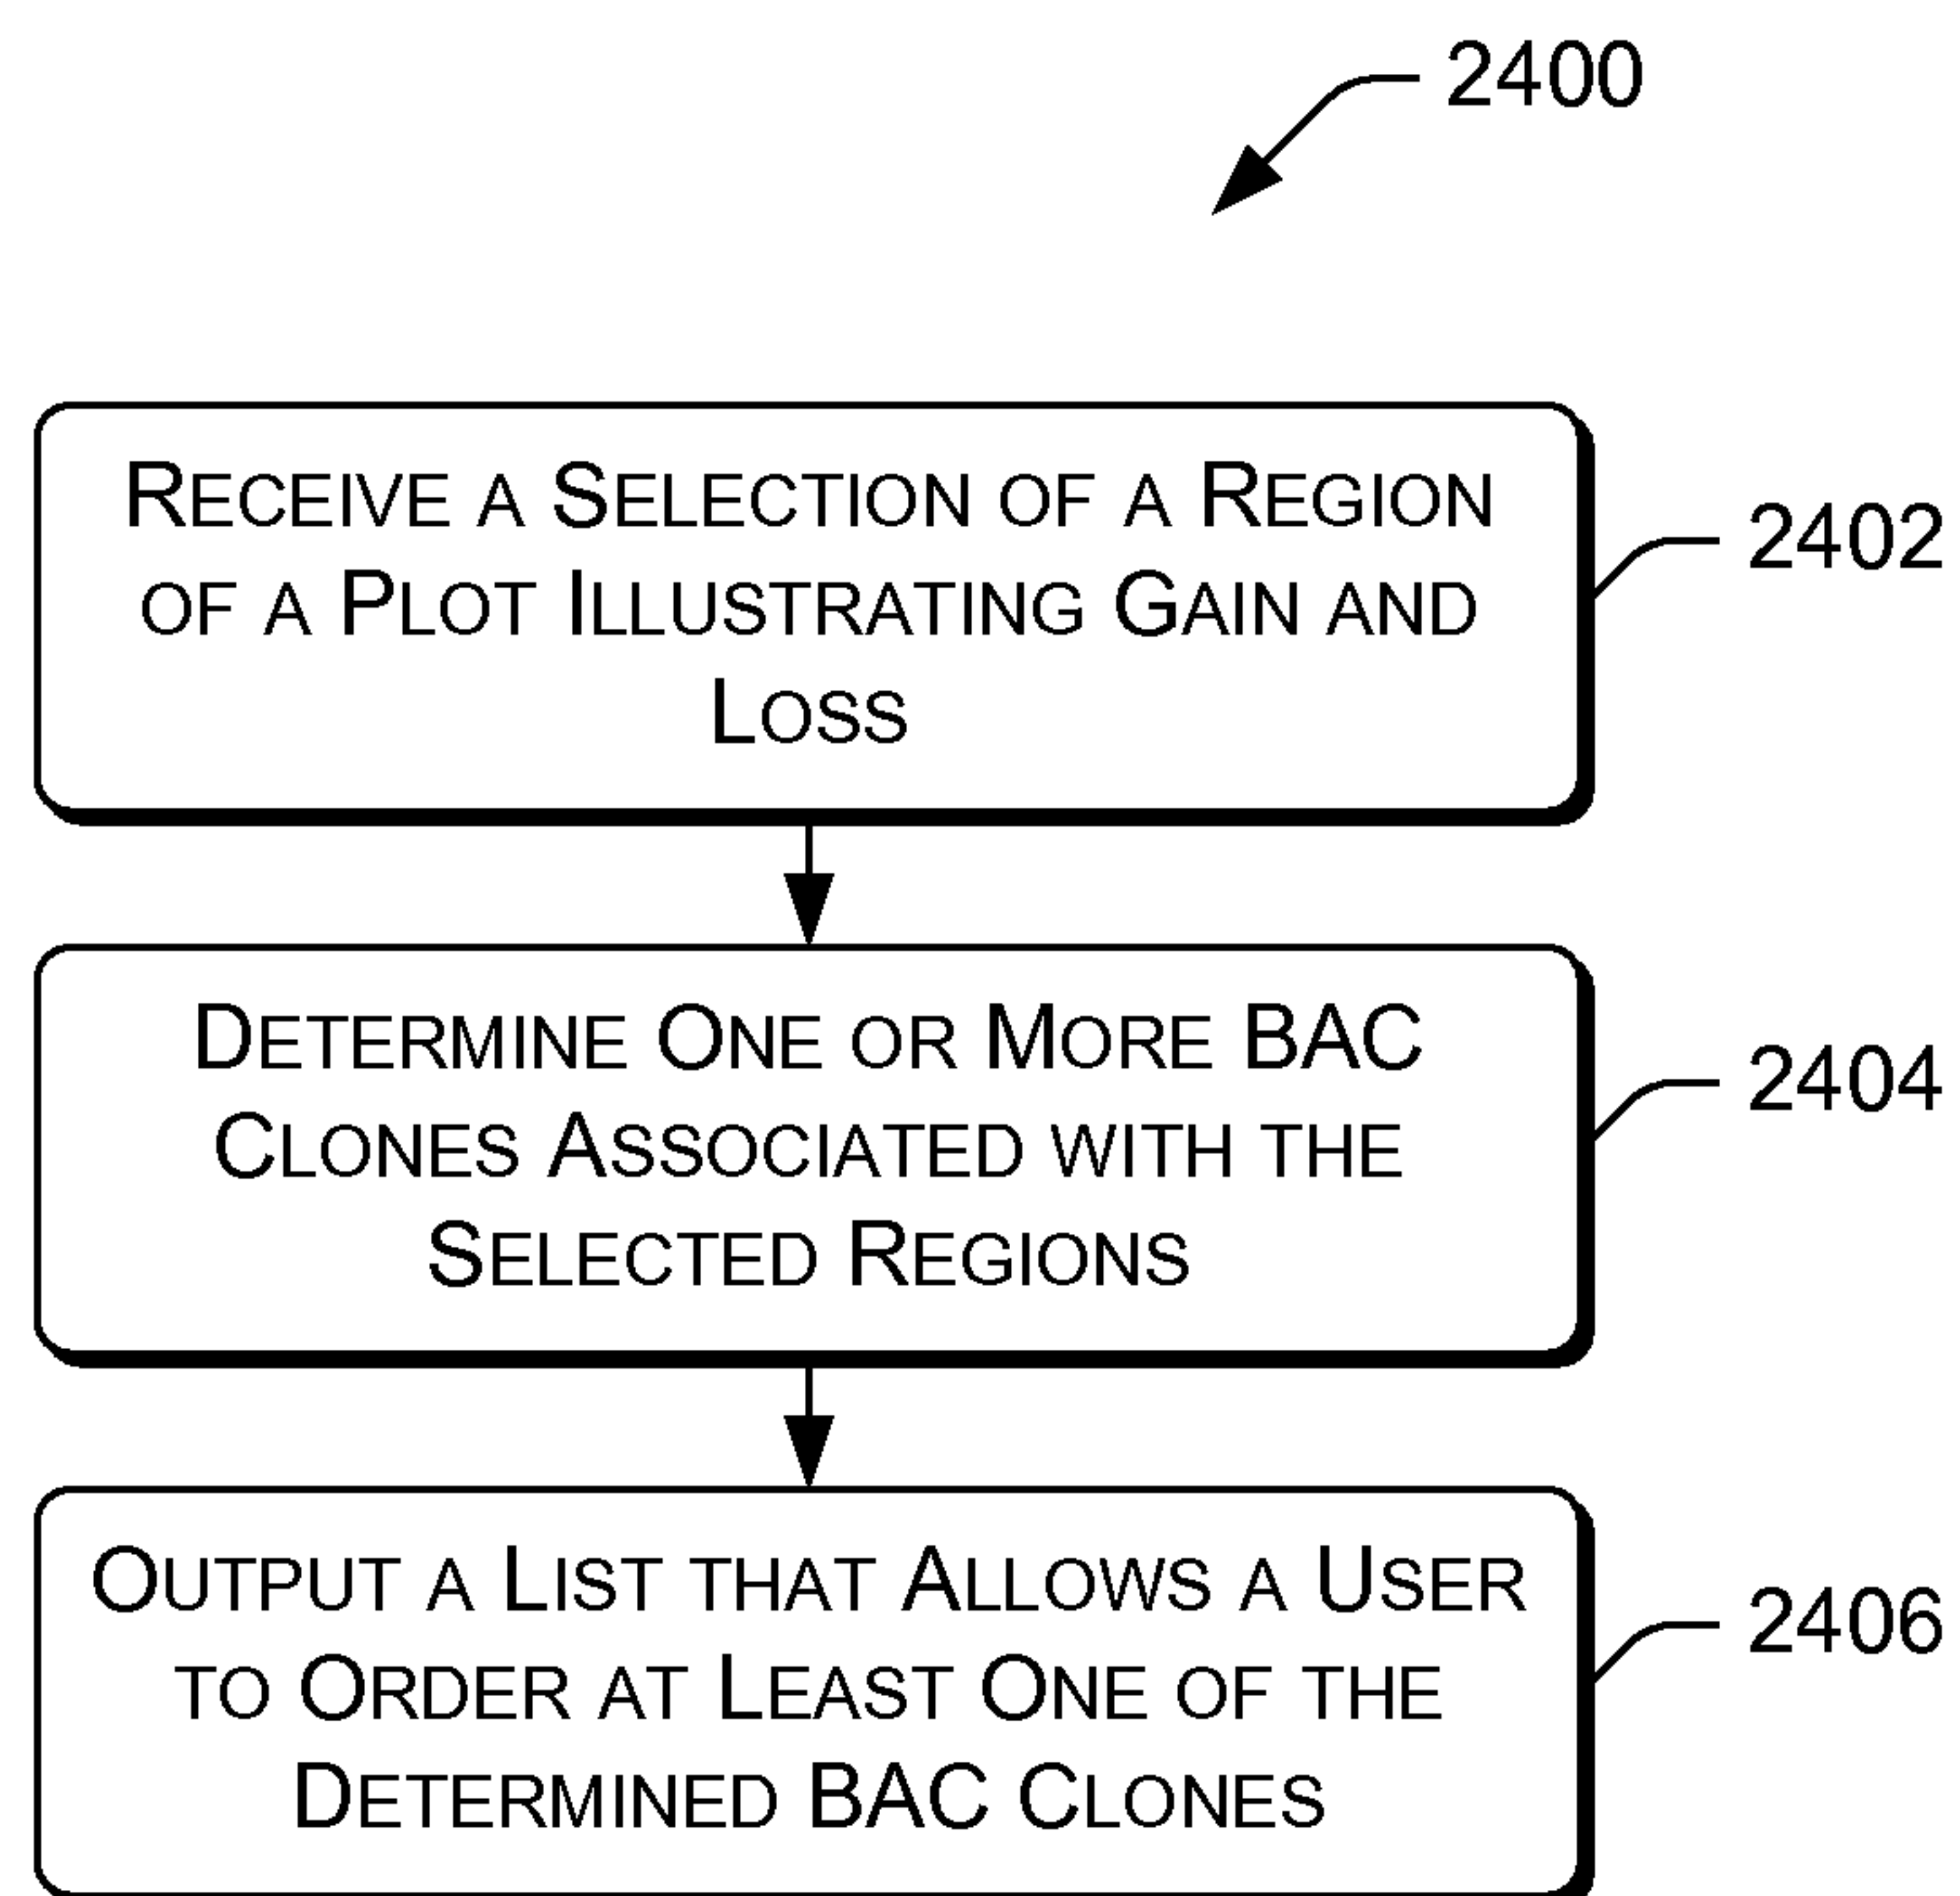 2400
RECEIVE A SELECTION OF A REGION
OF A PLOT ILLUSTRATING GAIN AND
LOSS
2402
DETERMINE ONE OR MORE BAC
CLONES ASSOCIATED WITH THE
SELECTED REGIONS
2404
OUTPUT A LIST THAT ALLOWS A USER
TO ORDER AT LEAST ONE OF THE
DETERMINED BAC CLONES
2406